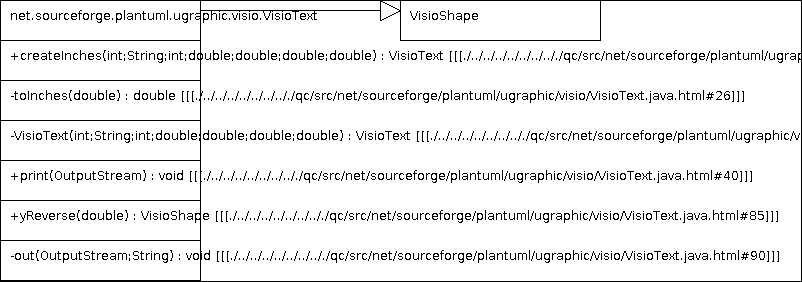 net.sourceforge.plantuml.ugraphic.visio.VisioText
VisioShape
+createInches(int;String;int;double;double;double;double) : VisioText [[[./../../../../../../../../qc/src/net/sourceforge/plantuml/ugrap
-toInches(double) : double [[[./../../../../../../../../qc/src/net/sourceforge/plantuml/ugraphic/visio/VisioText.java.html#26]]]
-VisioText(int;String;int;double;double;double;double) : VisioText [[[./../../../../../../../../qc/src/net/sourceforge/plantuml/ugraphic/v
+print(OutputStream) : void [[[./../../../../../../../../qc/src/net/sourceforge/plantuml/ugraphic/visio/VisioText.java.html#40]]]
+yReverse(double) : VisioShape [[[./../../../../../../../../qc/src/net/sourceforge/plantuml/ugraphic/visio/VisioText.java.html#85]]]
-out(OutputStream;String) : void [[[./../../../../../../../../qc/src/net/sourceforge/plantuml/ugraphic/visio/VisioText.java.html#90]]]